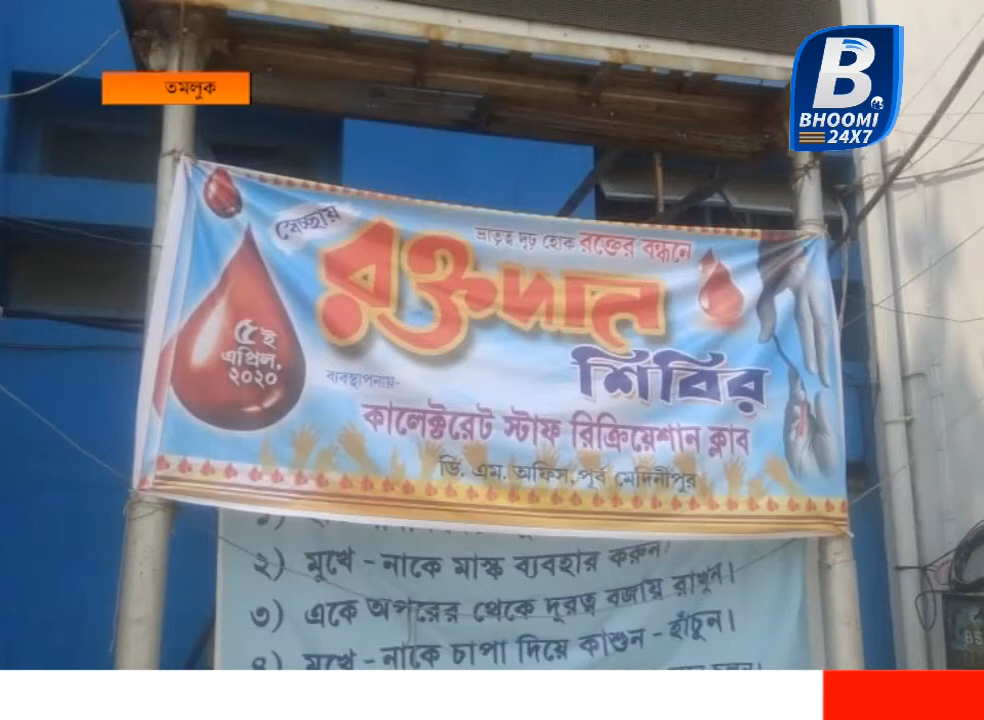 তমলুক
BHOOMI
24X7
স্বেচ্ছায়
ভ্রাতৃত্ব দৃঢ় হোক রক্তের বন্ধনে
রক্তদান
শিবির
৫ই
এপ্রিল,
২০২০
ব্যবস্থাপনায়-
কালেক্টরেট স্টাফ রিক্রিয়েশান ক্লাব
ডি. এম. অফিস, পূর্ব মেদিনীপুর
২) মুখে - নাকে মাস্ক ব্যবহার করুন।
৩) একে অপরের থেকে দূরত্ব বজায় রাখুন।
৪) মুখে - নাকে চাপা দিয়ে কাশুন - হাঁচুন।